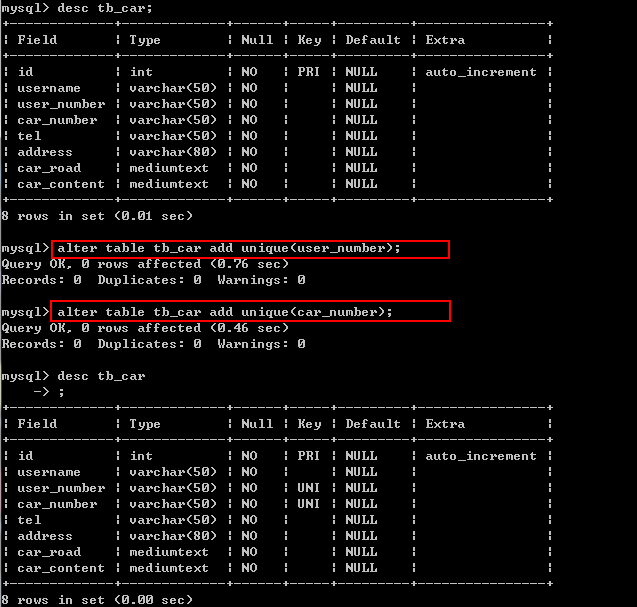 mysql> desc tb_car;
+-------------+-------------+------+-----+---------+----------------+
| Field       | Type        | Null | Key | Default | Extra          |
+-------------+-------------+------+-----+---------+----------------+
| id          | int         | NO   | PRI | NULL    | auto_increment |
| username    | varchar(50) | NO   |     | NULL    |                |
| user_number | varchar(50) | NO   |     | NULL    |                |
| car_number  | varchar(50) | NO   |     | NULL    |                |
| tel         | varchar(50) | NO   |     | NULL    |                |
| address     | varchar(80) | NO   |     | NULL    |                |
| car_road    | mediumtext  | NO   |     | NULL    |                |
| car_content | mediumtext  | NO   |     | NULL    |                |
+-------------+-------------+------+-----+---------+----------------+
8 rows in set (0.01 sec)
mysql> alter table tb_car add unique(user_number);
Query OK, 0 rows affected (0.76 sec)
Records: 0  Duplicates: 0  Warnings: 0
mysql> alter table tb_car add unique(car_number);
Query OK, 0 rows affected (0.46 sec)
Records: 0  Duplicates: 0  Warnings: 0
mysql> desc tb_car
    -> ;
+-------------+-------------+------+-----+---------+----------------+
| Field       | Type        | Null | Key | Default | Extra          |
+-------------+-------------+------+-----+---------+----------------+
| id          | int         | NO   | PRI | NULL    | auto_increment |
| username    | varchar(50) | NO   |     | NULL    |                |
| user_number | varchar(50) | NO   | UNI | NULL    |                |
| car_number  | varchar(50) | NO   | UNI | NULL    |                |
| tel         | varchar(50) | NO   |     | NULL    |                |
| address     | varchar(80) | NO   |     | NULL    |                |
| car_road    | mediumtext  | NO   |     | NULL    |                |
| car_content | mediumtext  | NO   |     | NULL    |                |
+-------------+-------------+------+-----+---------+----------------+
8 rows in set (0.00 sec)